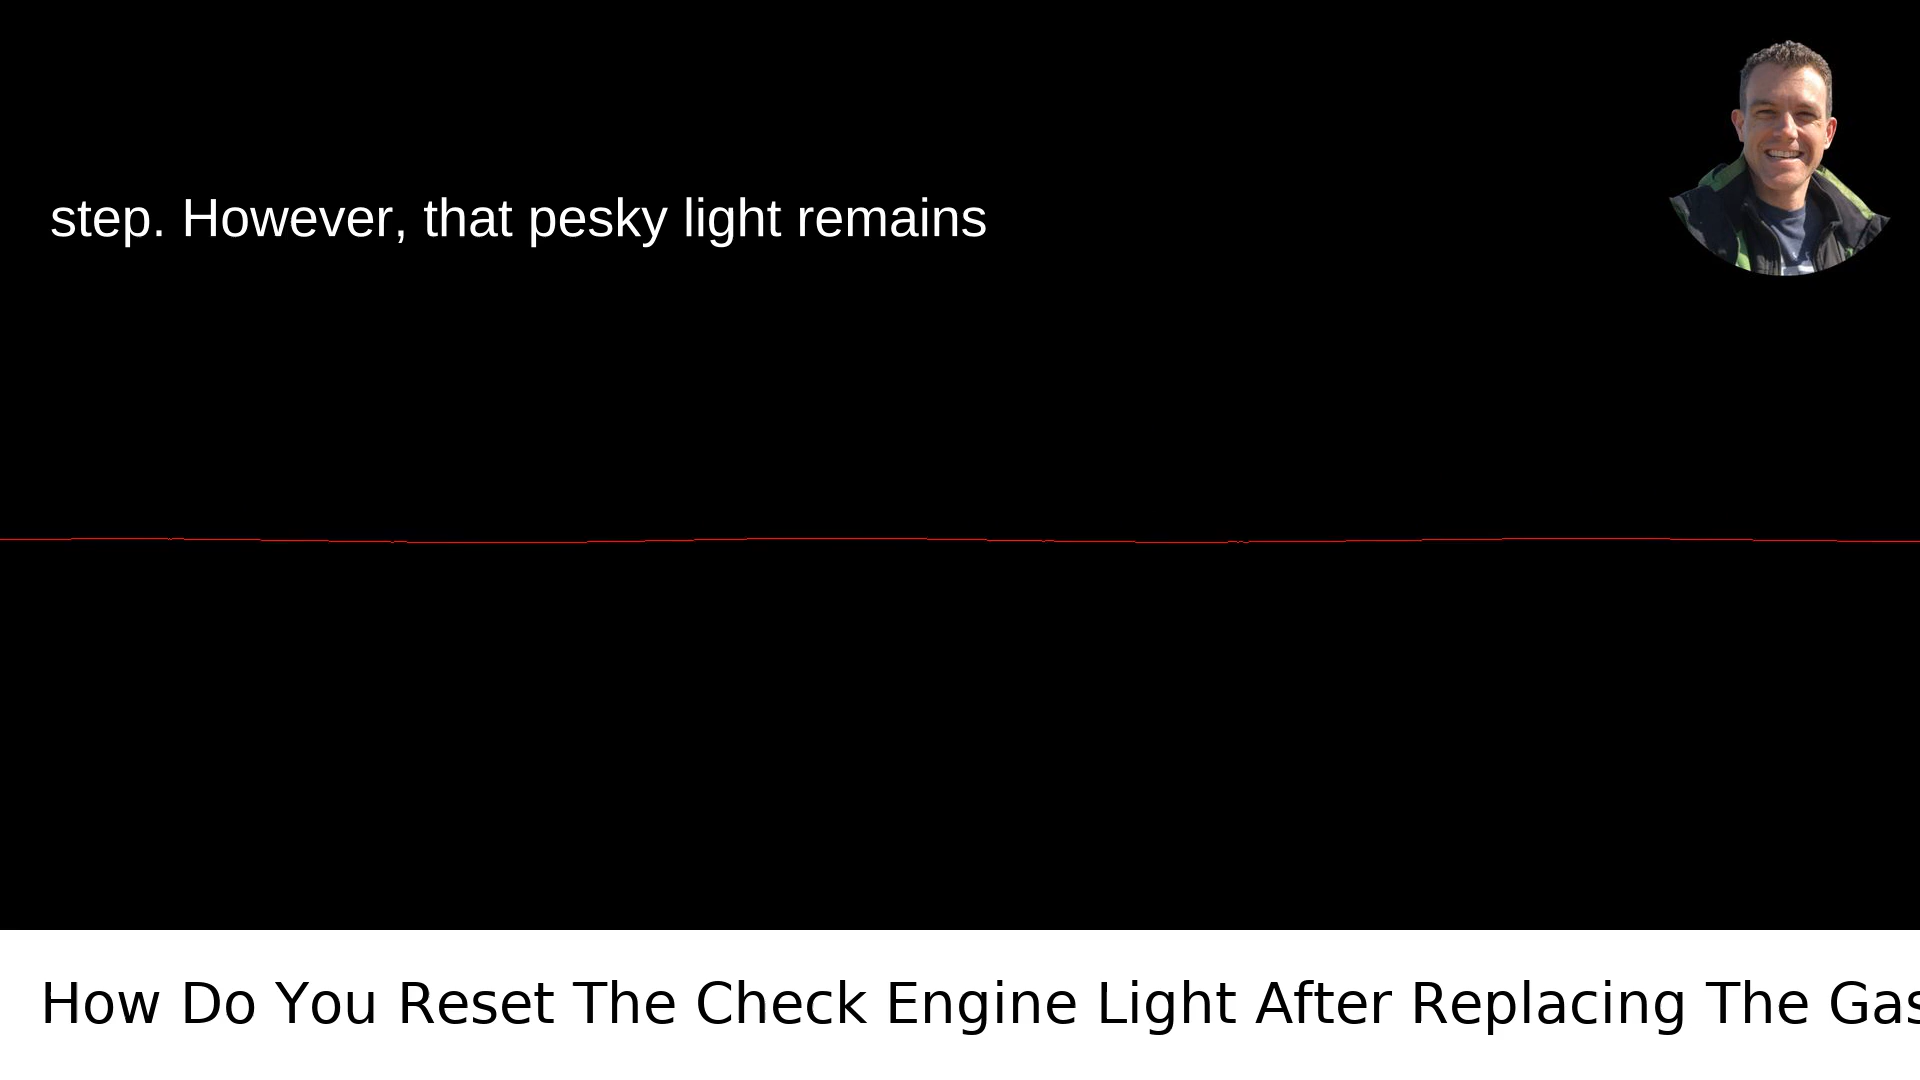 step. However, that pesky light remains
How Do You Reset The Check Engine Light After Replacing The Gas